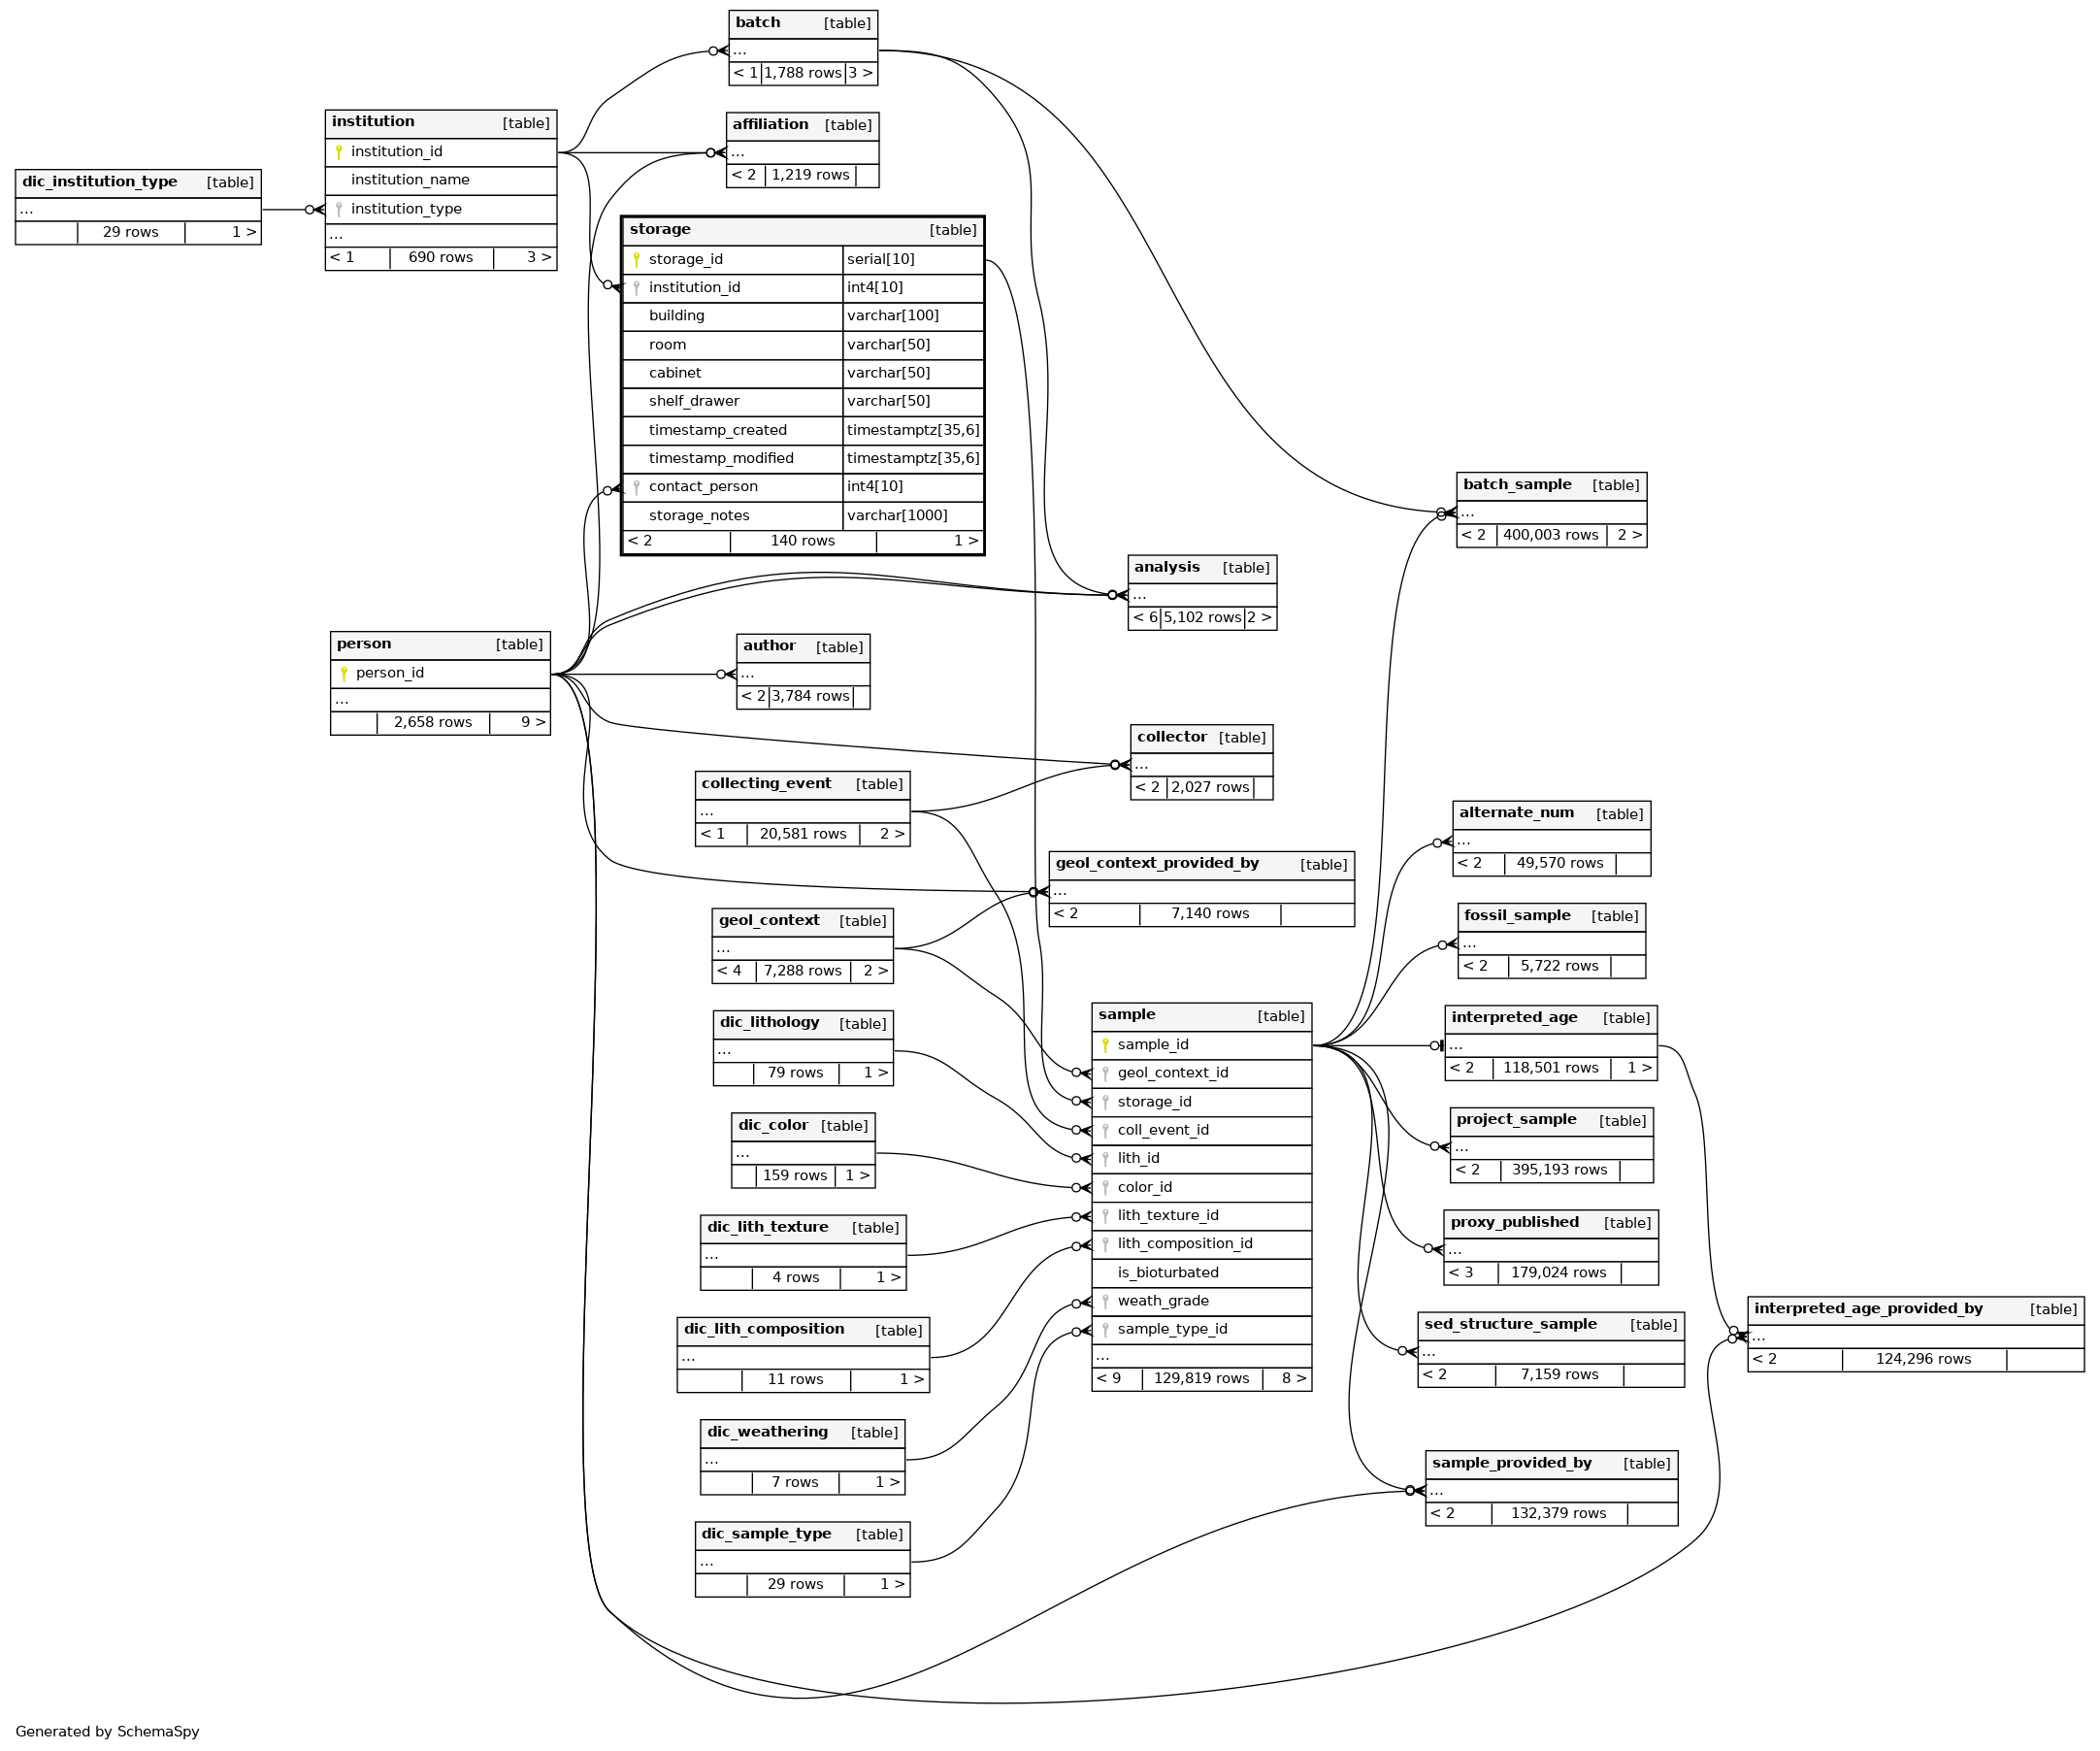 batch [table]
...
< 1 1,788 rows 3 >
affiliation [table]
...
< 2 1,219 rows
institution [table]
institution_id
institution_name
institution_type
...
< 1 690 rows 3 >
dic_institution_type [table]
...
29 rows 1 >
storage [table]
storage_id serial[10]
institution_id int4[10]
building varchar[100]
room varchar[50]
cabinet varchar[50]
shelf_drawer varchar[50]
timestamp_created timestamptz[35,6]
timestamp_modified timestamptz[35,6]
contact_person int4[10]
storage_notes varchar[1000]
< 2 140 rows 1 >
batch_sample [table]
...
< 2 400,003 rows 2 >
analysis [table]
...
< 6 5,102 rows 2 >
person [table]
person_id
...
2,658 rows 9 >
author [table]
...
< 2 3,784 rows
collector [table]
...
< 2 2,027 rows
collecting_event [table]
...
< 1 20,581 rows 2 >
alternate_num [table]
...
< 2 49,570 rows
geol_context_provided_by [table]
...
< 2 7,140 rows
geol_context [table]
...
< 4 7,288 rows 2 >
fossil_sample [table]
...
< 2 5,722 rows
dic_lithology [table]
...
79 rows 1 >
sample [table]
sample_id
geol_context_id
storage_id
coll_event_id
lith_id
color_id
lith_texture_id
lith_composition_id
is_bioturbated
weath_grade
sample_type_id
...
< 9 129,819 rows 8 >
interpreted_age [table]
...
< 2 118,501 rows 1 >
dic_color [table]
...
159 rows 1 >
project_sample [table]
...
< 2 395,193 rows
dic_lith_texture [table]
...
4 rows 1 >
proxy_published [table]
...
< 3 179,024 rows
dic_lith_composition [table]
...
11 rows 1 >
sed_structure_sample [table]
...
< 2 7,159 rows
interpreted_age_provided_by [table]
...
< 2 124,296 rows
dic_weathering [table]
...
7 rows 1 >
sample_provided_by [table]
...
< 2 132,379 rows
dic_sample_type [table]
...
29 rows 1 >
Generated by SchemaSpy